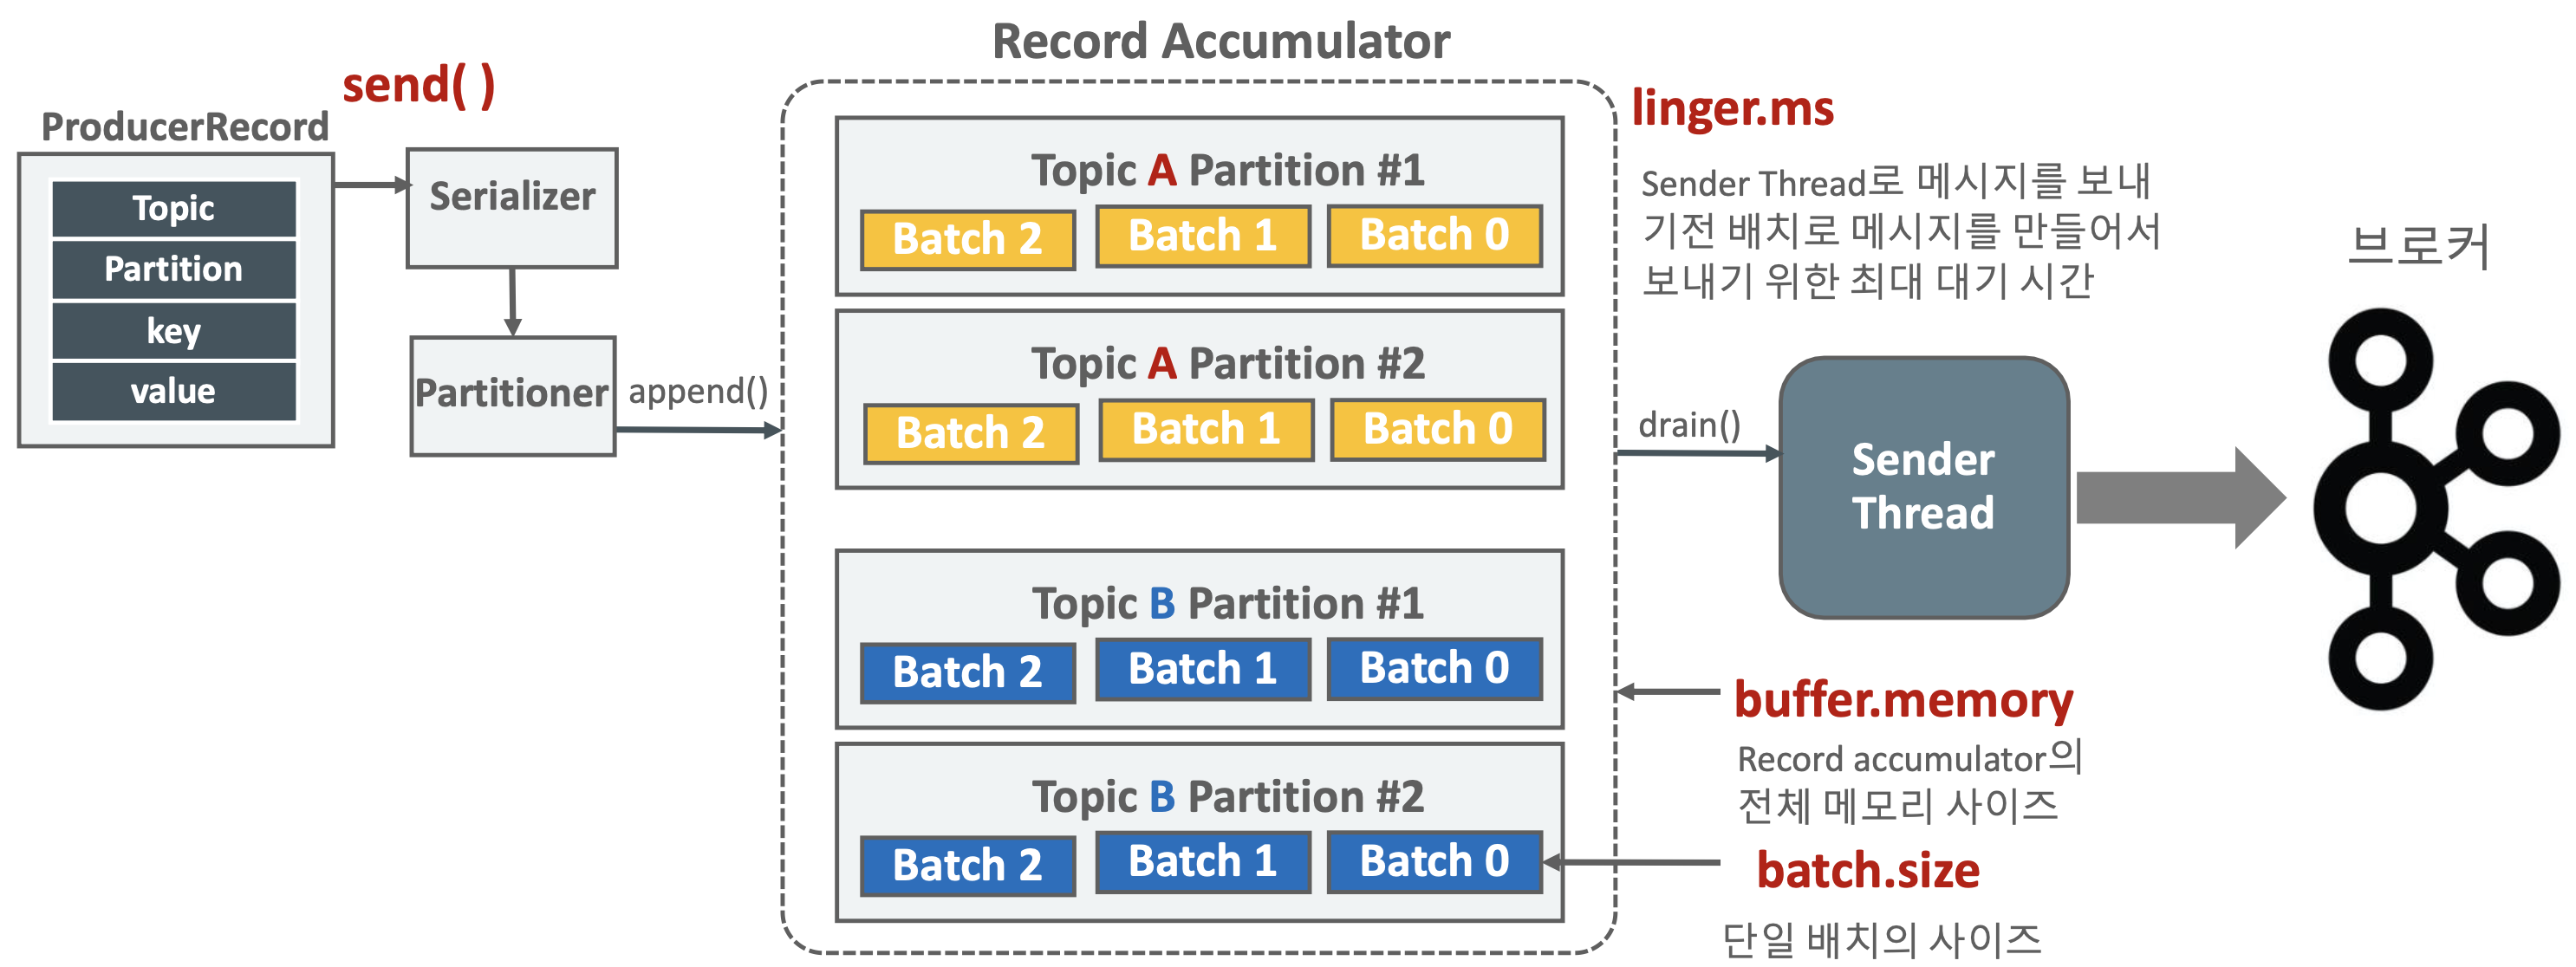 Record Accumulator
send( )
ProducerRecord
Topic
Partition
key
value
Serializer
Partitioner
append()
Topic A Partition #1
Batch 2
Batch 1
Batch 0
Topic A Partition #2
Batch 2
Batch 1
Batch 0
Topic B Partition #1
Batch 2
Batch 1
Batch 0
Topic B Partition #2
Batch 2
Batch 1
Batch 0
linger.ms
Sender Thread로 메시지를 보내
기전 배치로 메시지를 만들어서
보내기 위한 최대 대기 시간
drain()
Sender
Thread
브로커
buffer.memory
Record accumulator의
전체 메모리 사이즈
batch.size
단일 배치의 사이즈